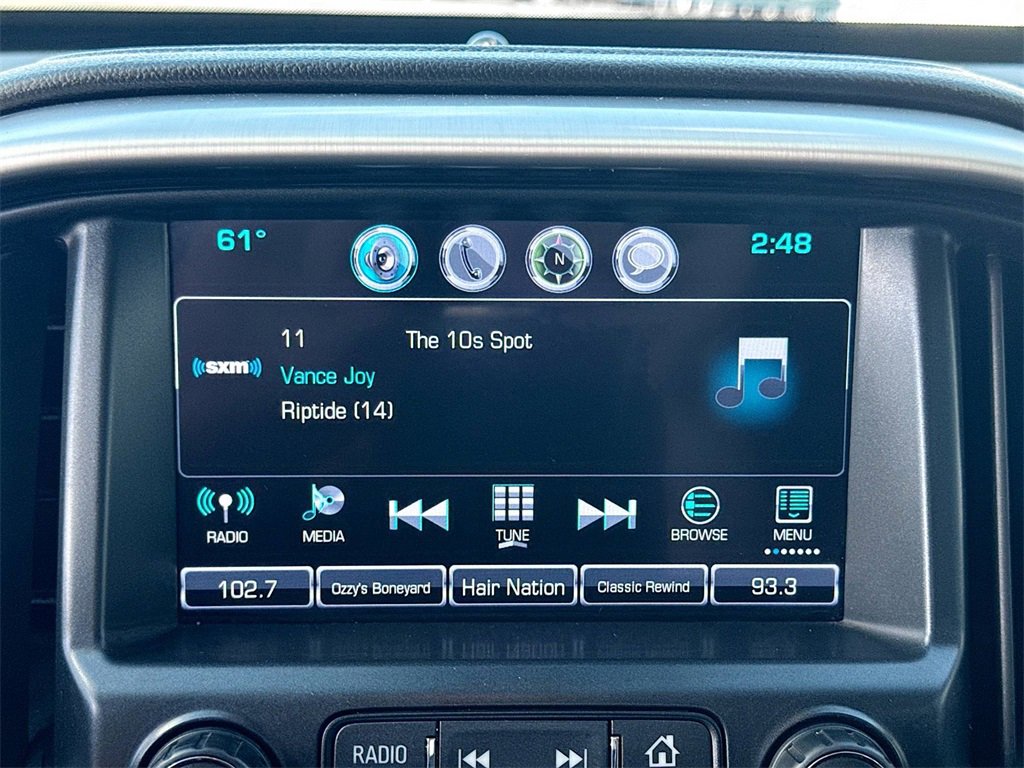 61° 2:48
N
11 The 10s Spot
sxm
Vance Joy
Riptide (14)
RADIO MEDIA TUNE BROWSE MENU
102.7 Ozzy's Boneyard Hair Nation Classic Rewind 93.3
RADIO